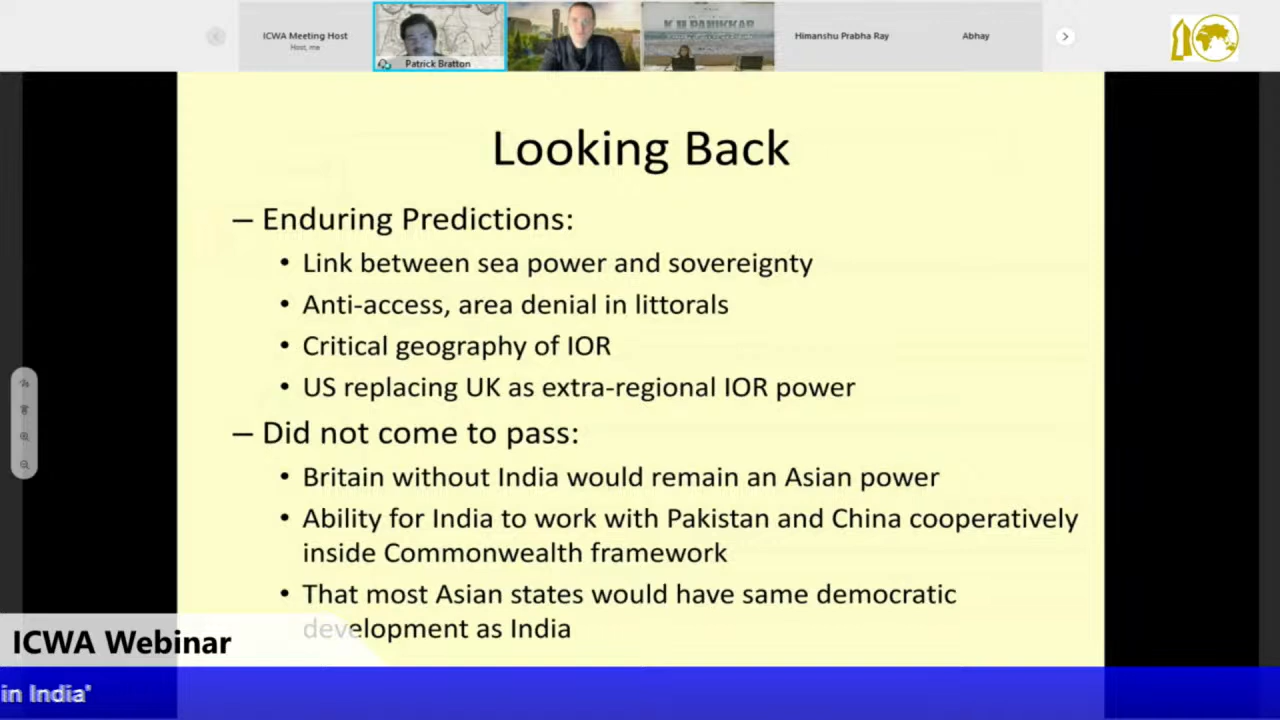 ICWA Meeting Host
Host, me
Patrick Bratton
K M PANIKKAR
Himanshu Prabha Ray
Abhay
Looking Back
– Enduring Predictions:
• Link between sea power and sovereignty
• Anti-access, area denial in littorals
• Critical geography of IOR
• US replacing UK as extra-regional IOR power
– Did not come to pass:
• Britain without India would remain an Asian power
• Ability for India to work with Pakistan and China cooperatively
inside Commonwealth framework
• That most Asian states would have same democratic
development as India
ICWA Webinar
in India'